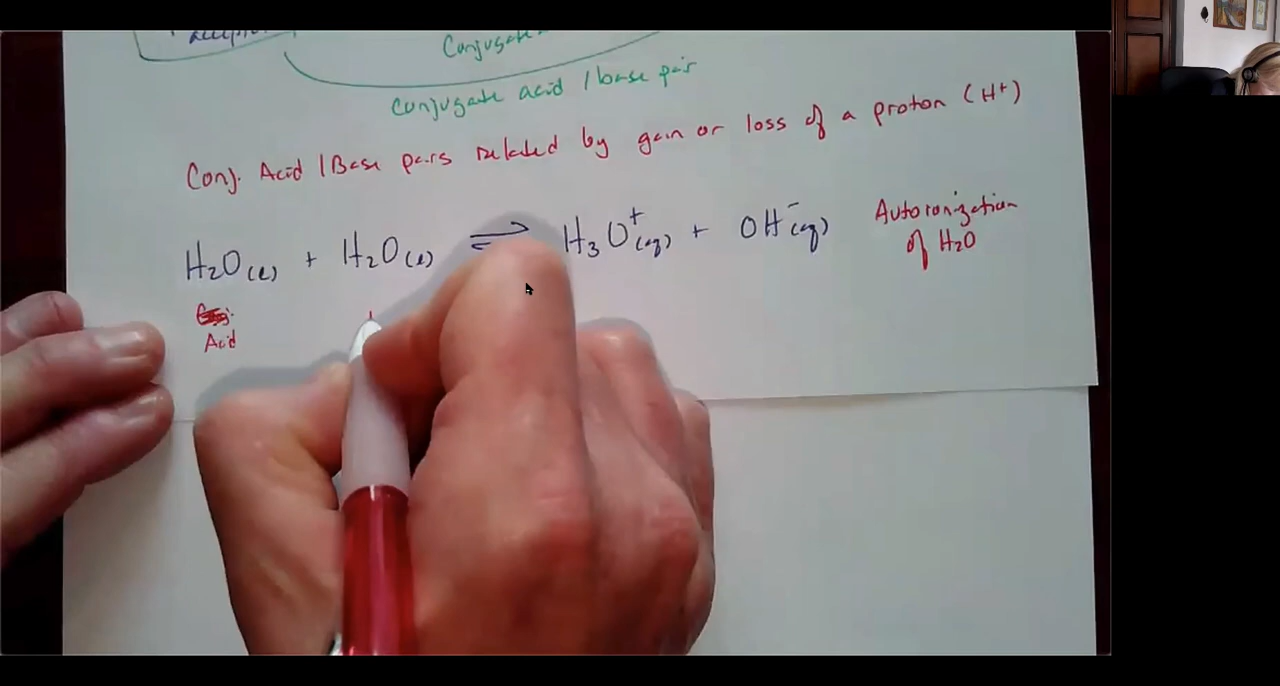 Conjugate
Conjugate acid / base pair
Conj. Acid / Base pairs related by gain or loss of a proton (H⁺)
H₂O(l) + H₂O(l) ⇌ H₃O⁺(aq) + OH⁻(aq)
Autoionization
of H₂O
Acid